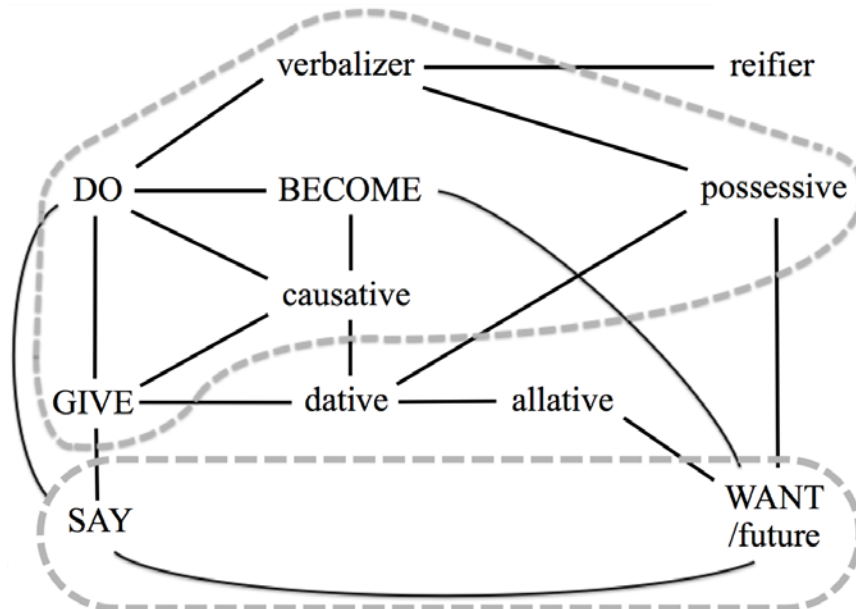 verbalizer reifier
DO BECOME possessive
causative
GIVE dative allative
SAY WANT
/future